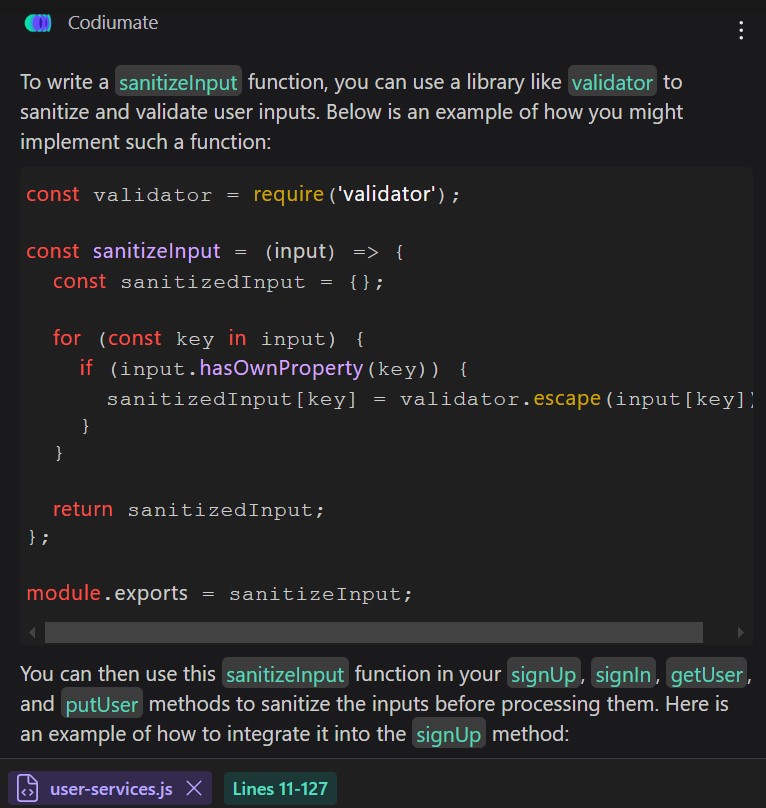 Codiumate
To write a sanitizeInput function, you can use a library like validator to
sanitize and validate user inputs. Below is an example of how you might
implement such a function:
const validator = require('validator');
const sanitizeInput = (input) => {
  const sanitizedInput = {};
  for (const key in input) {
    if (input.hasOwnProperty(key)) {
      sanitizedInput[key] = validator.escape(input[key])
    }
  }
  return sanitizedInput;
};
module.exports = sanitizeInput;
You can then use this sanitizeInput function in your signUp, signIn, getUser,
and putUser methods to sanitize the inputs before processing them. Here is
an example of how to integrate it into the signUp method:
user-services.js Lines 11-127